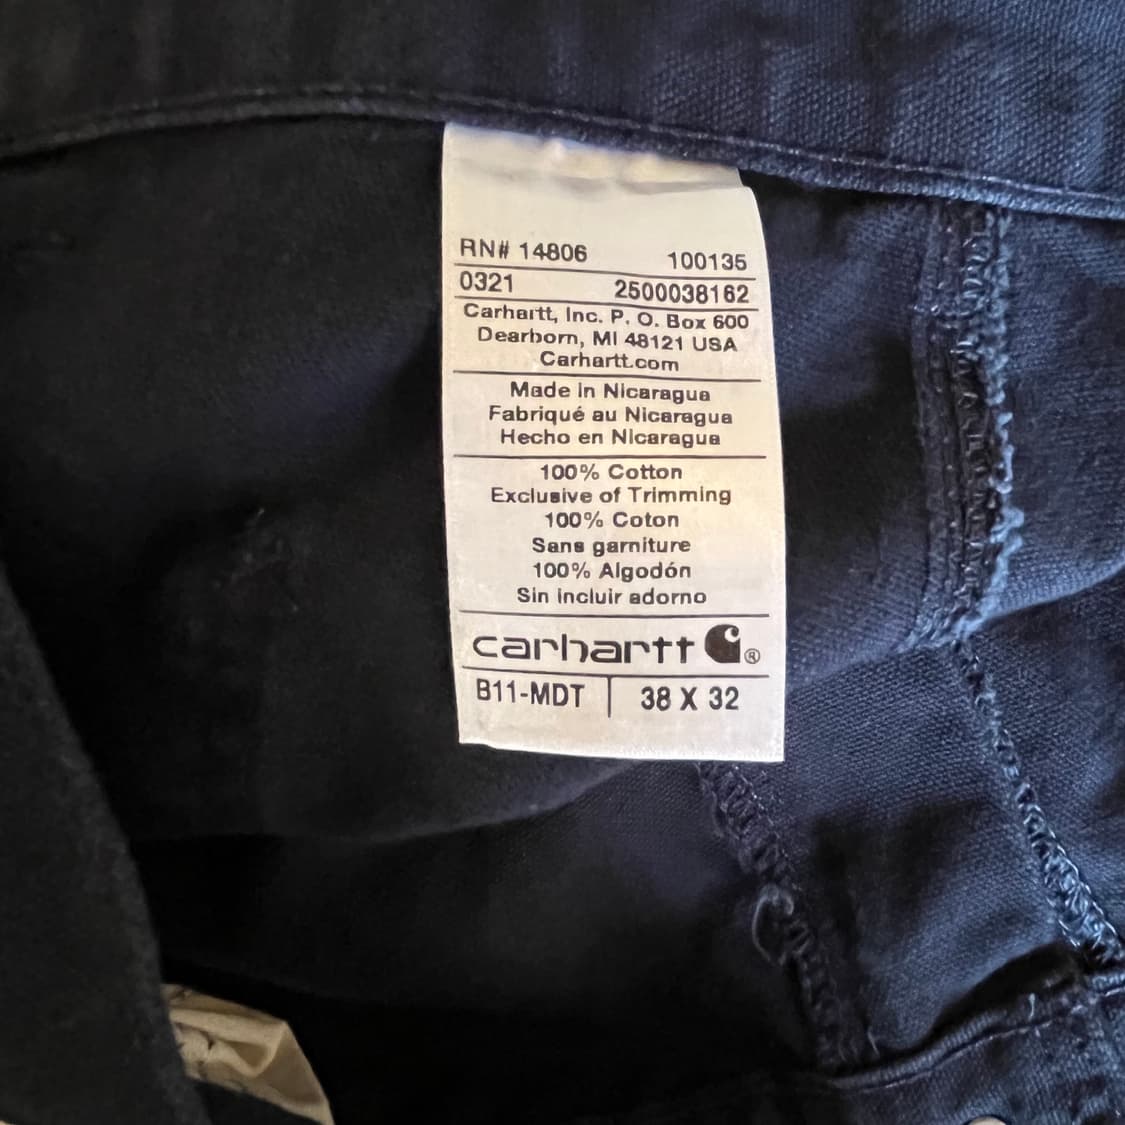 RN# 14806 100135
0321 2500038162
Carhartt, Inc. P. O. Box 600
Dearborn, MI 48121 USA
Carhartt.com
Made in Nicaragua
Fabriqué au Nicaragua
Hecho en Nicaragua
100% Cotton
Exclusive of Trimming
100% Coton
Sans garniture
100% Algodón
Sin incluir adorno
carhartt ®
B11-MDT 38 X 32